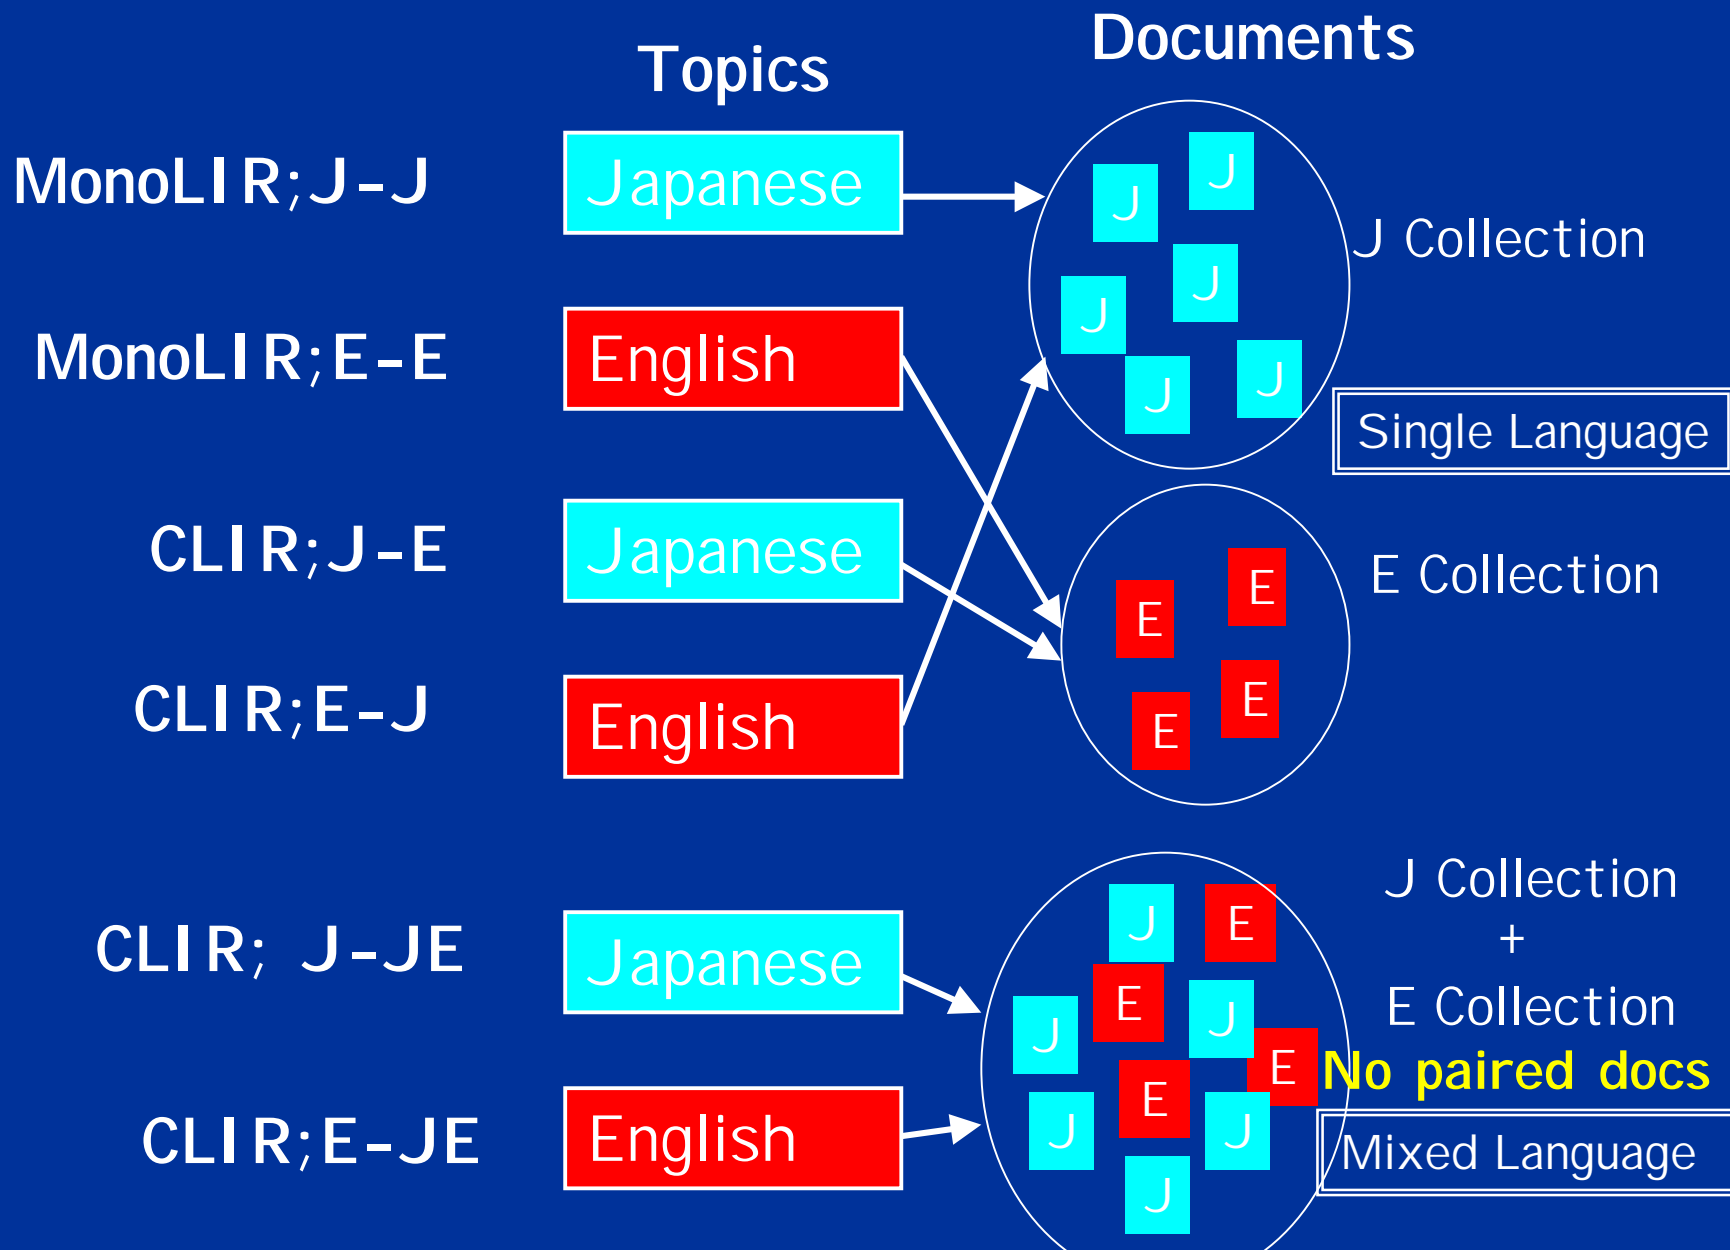 Topics
Documents
MonoLIR;J-J
Japanese
J
J
J
J
J
J
J Collection
MonoLIR;E-E
English
Single Language
CLIR;J-E
Japanese
E
E
E
E
E Collection
CLIR;E-J
English
CLIR; J-JE
Japanese
J
E
E
J
J
E
E
J
J
J
J Collection
+
E Collection
No paired docs
CLIR;E-JE
English
Mixed Language